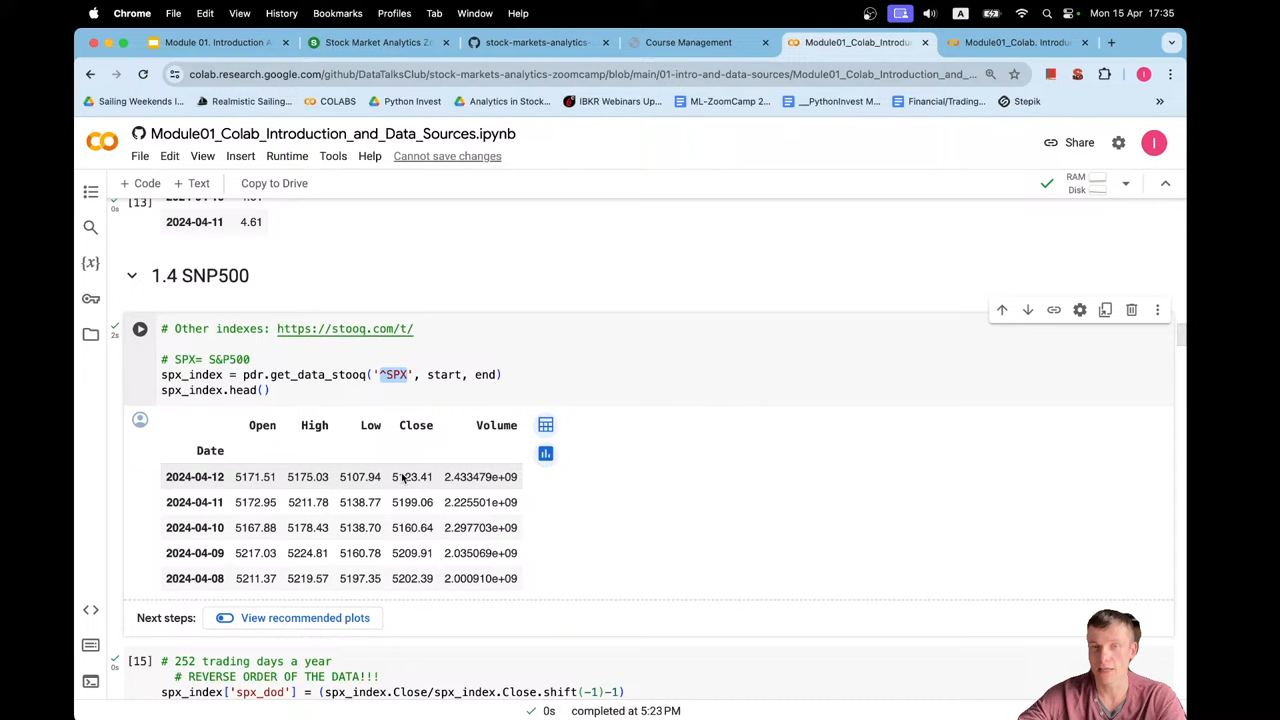 Chrome File Edit View History Bookmarks Profiles Tab Window Help A Mon 15 Apr 17:35
Module 01. Introduction A × Stock Market Analytics Zo × stock-markets-analytics- × Course Management × Module01_Colab_Introduc × Module01_Colab. Introduc × +
colab.research.google.com/github/DataTalksClub/stock-markets-analytics-zoomcamp/blob/main/01-intro-and-data-sources/Module01_Colab_Introduction_and_... I
Sailing Weekends I... Realmistic Sailing... COLABS Python Invest Analytics in Stock... IBKR Webinars Up... ML-ZoomCamp 2... __PythonInvest M... Financial/Trading... Stepik »
Module01_Colab_Introduction_and_Data_Sources.ipynb
File Edit View Insert Runtime Tools Help Cannot save changes Share I
+ Code + Text Copy to Drive RAM Disk
[13]
0s
2024-04-11 4.61
1.4 SNP500
# Other indexes: https://stooq.com/t/
2s
# SPX= S&P500
spx_index = pdr.get_data_stooq('^SPX', start, end)
spx_index.head()
Open High Low Close Volume
Date
2024-04-12 5171.51 5175.03 5107.94 5123.41 2.433479e+09
2024-04-11 5172.95 5211.78 5138.77 5199.06 2.225501e+09
2024-04-10 5167.88 5178.43 5138.70 5160.64 2.297703e+09
2024-04-09 5217.03 5224.81 5160.78 5209.91 2.035069e+09
2024-04-08 5211.37 5219.57 5197.35 5202.39 2.000910e+09
Next steps: View recommended plots
[15] # 252 trading days a year
0s
# REVERSE ORDER OF THE DATA!!!
spx_index['spx_dod'] = (spx_index.Close/spx_index.Close.shift(-1)-1)
0s completed at 5:23 PM